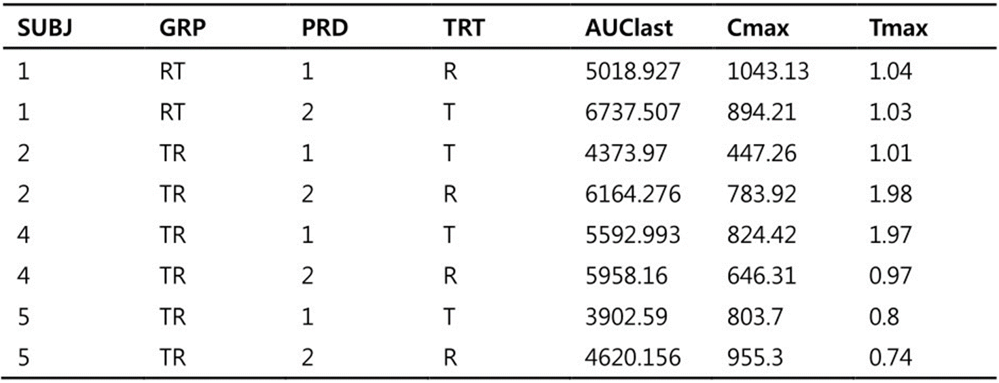 SUBJ GRP PRD TRT AUClast Cmax Tmax
1 RT 1 R 5018.927 1043.13 1.04
1 RT 2 T 6737.507 894.21 1.03
2 TR 1 T 4373.97 447.26 1.01
2 TR 2 R 6164.276 783.92 1.98
4 TR 1 T 5592.993 824.42 1.97
4 TR 2 R 5958.16 646.31 0.97
5 TR 1 T 3902.59 803.7 0.8
5 TR 2 R 4620.156 955.3 0.74